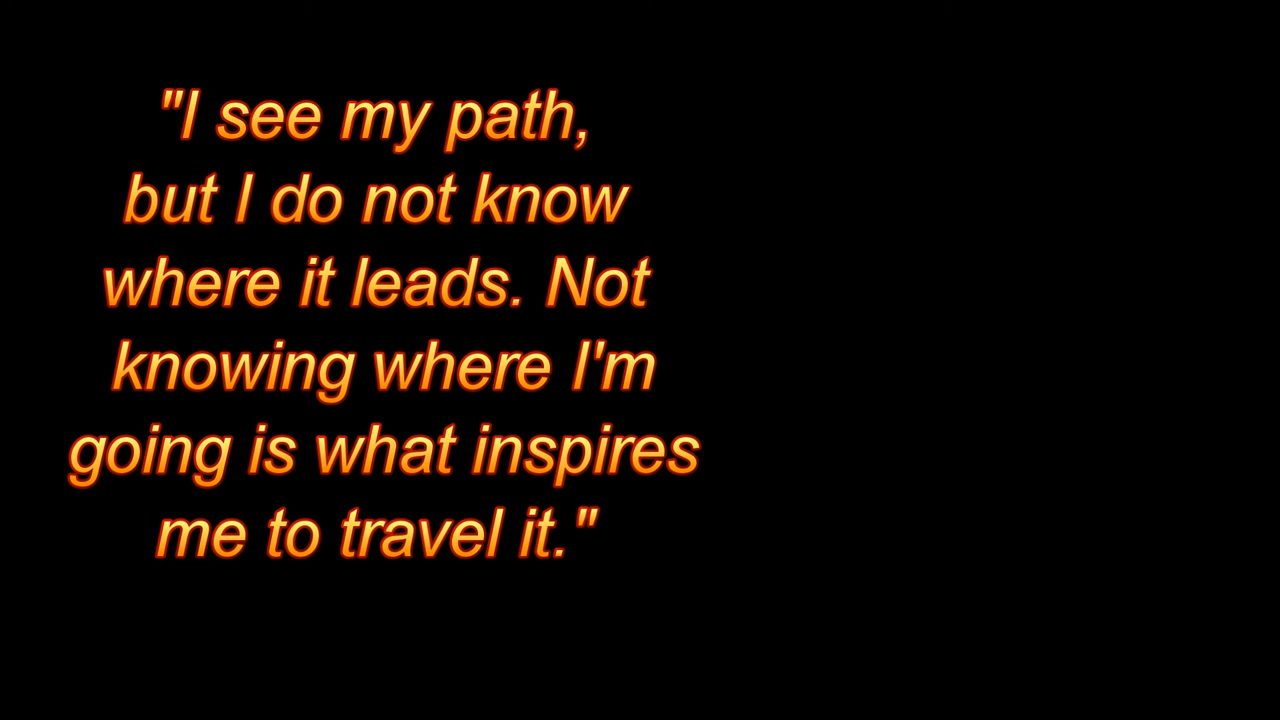 "I see my path,
but I do not know
where it leads. Not
knowing where I'm
going is what inspires
me to travel it."